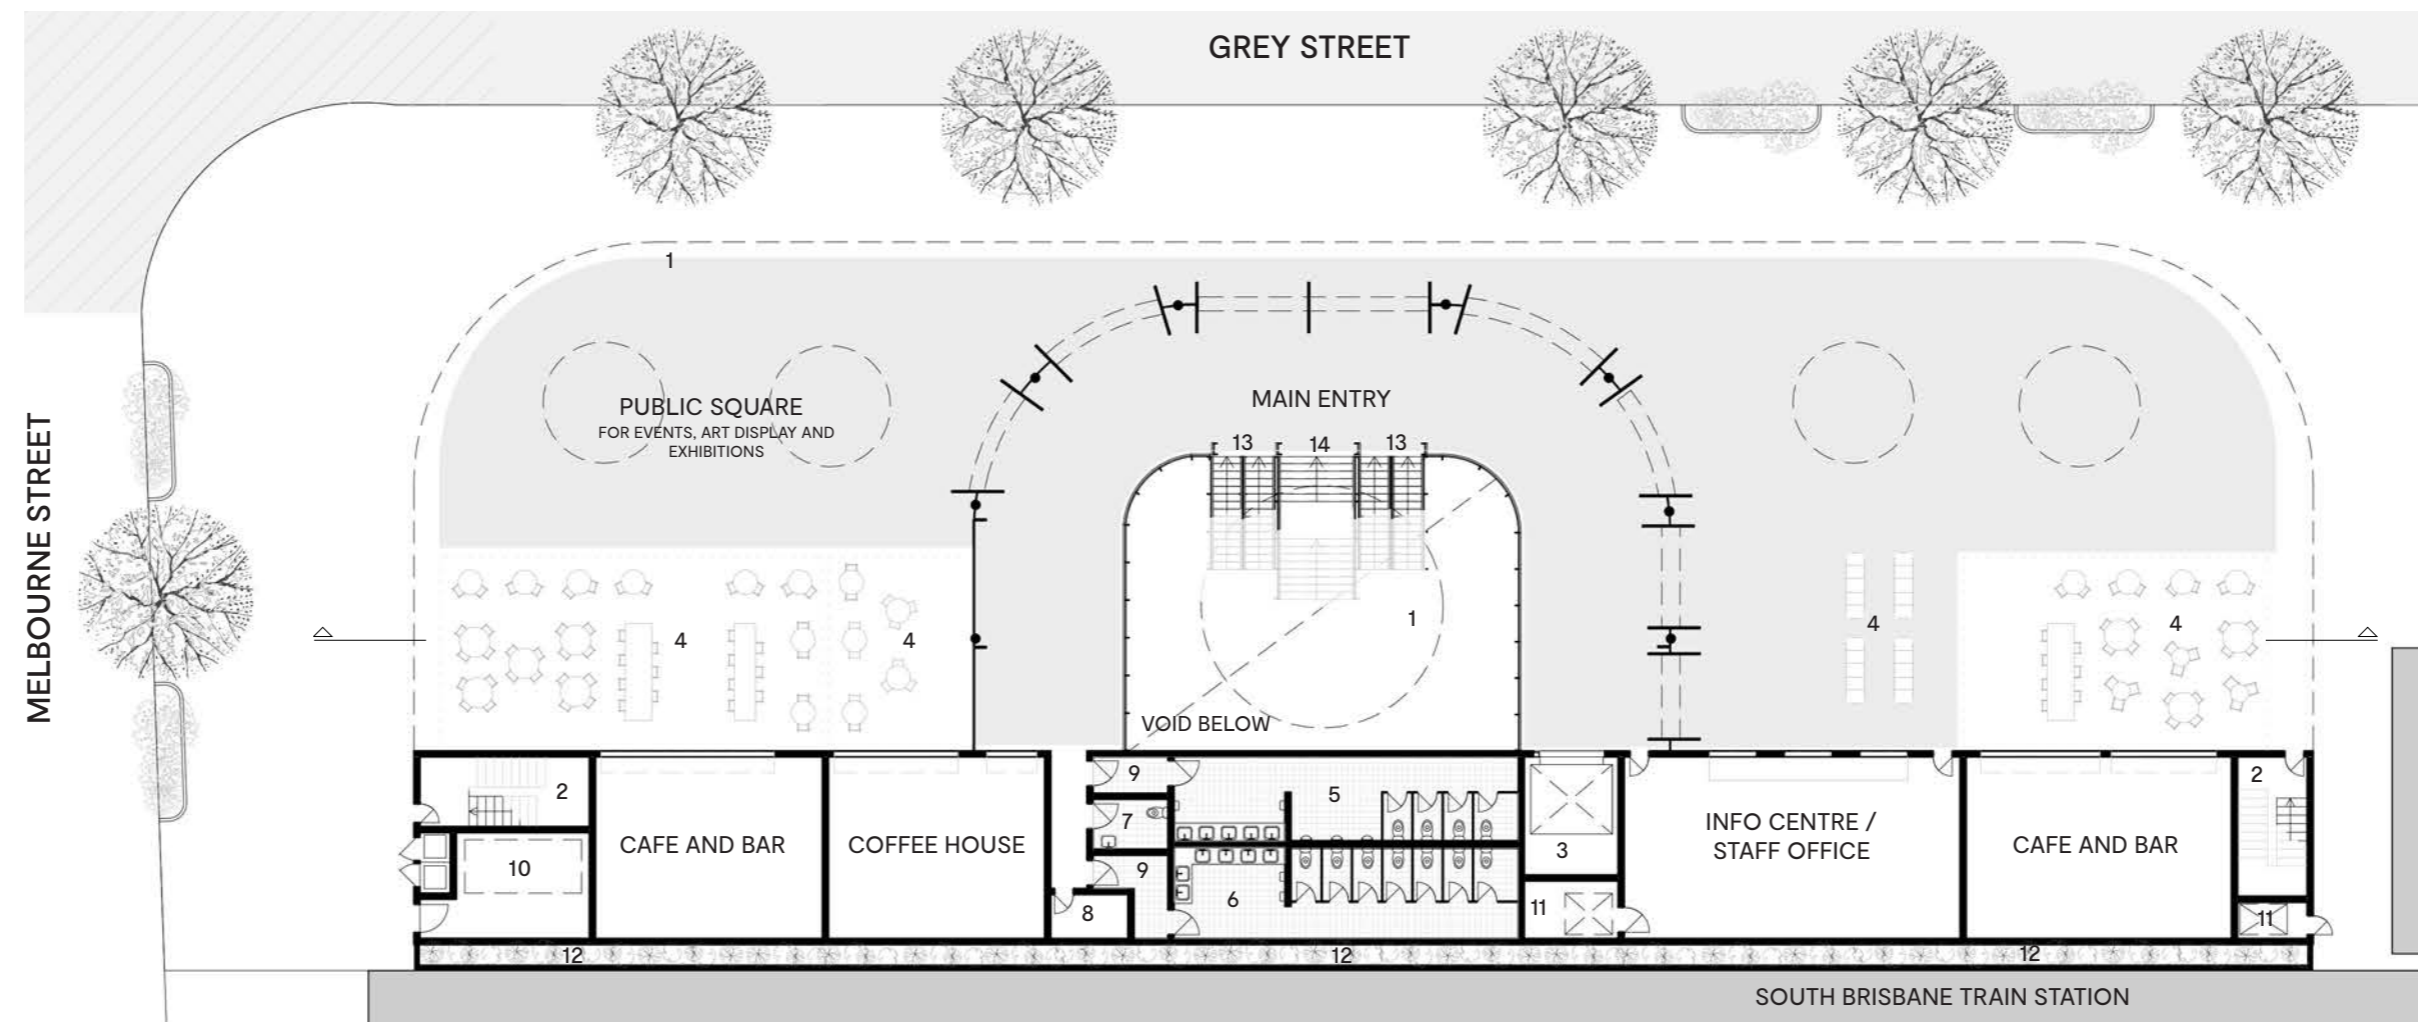 GREY STREET
MELBOURNE STREET
1
PUBLIC SQUARE
FOR EVENTS, ART DISPLAY AND
EXHIBITIONS
MAIN ENTRY
13
14
13
1
4
4
4
4
VOID BELOW
2
CAFE AND BAR
COFFEE HOUSE
9
7
9
8
5
6
3
11
INFO CENTRE /
STAFF OFFICE
CAFE AND BAR
2
11
10
12
12
12
SOUTH BRISBANE TRAIN STATION